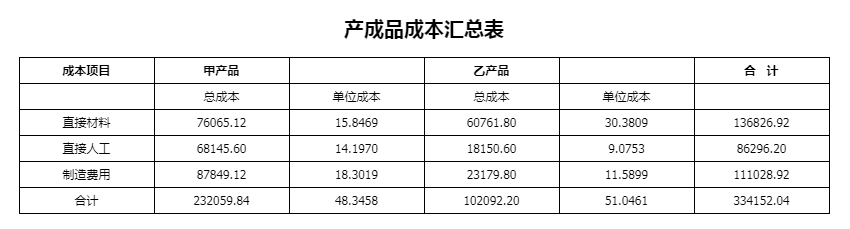 产成品成本汇总表
成本项目 甲产品 乙产品 合 计
总成本 单位成本 总成本 单位成本
直接材料 76065.12 15.8469 60761.80 30.3809 136826.92
直接人工 68145.60 14.1970 18150.60 9.0753 86296.20
制造费用 87849.12 18.3019 23179.80 11.5899 111028.92
合计 232059.84 48.3458 102092.20 51.0461 334152.04